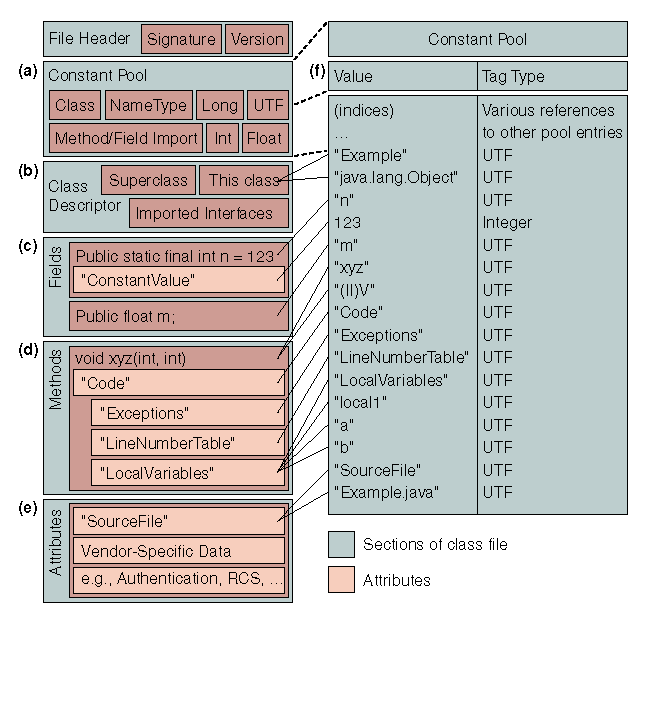 File Header
Signature
Version
(a)
Constant Pool
Class
NameType
Long
UTF
Method/Field Import
Int
Float
(b)
Class
Descriptor
Superclass
This class
Imported Interfaces
(c)
Fields
Public static final int n = 123
"ConstantValue"
Public float m;
(d)
Methods
void xyz(int, int)
"Code"
"Exceptions"
"LineNumberTable"
"LocalVariables"
(e)
Attributes
"SourceFile"
Vendor-Specific Data
e.g., Authentication, RCS, ...
Constant Pool
(f)
Value Tag Type
(indices) Various references
... to other pool entries
"Example" UTF
"java.lang.Object" UTF
"n" UTF
123 Integer
"m" UTF
"xyz" UTF
"(II)V" UTF
"Code" UTF
"Exceptions" UTF
"LineNumberTable" UTF
"LocalVariables" UTF
"local1" UTF
"a" UTF
"b" UTF
"SourceFile" UTF
"Example.java" UTF
Sections of class file
Attributes